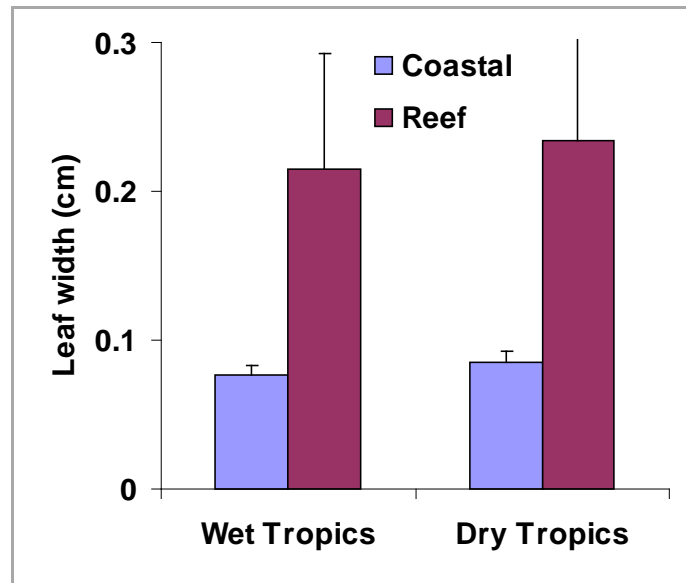 0.3
Coastal
Reef
0.2
Leaf width (cm)
0.1
0
Wet Tropics
Dry Tropics